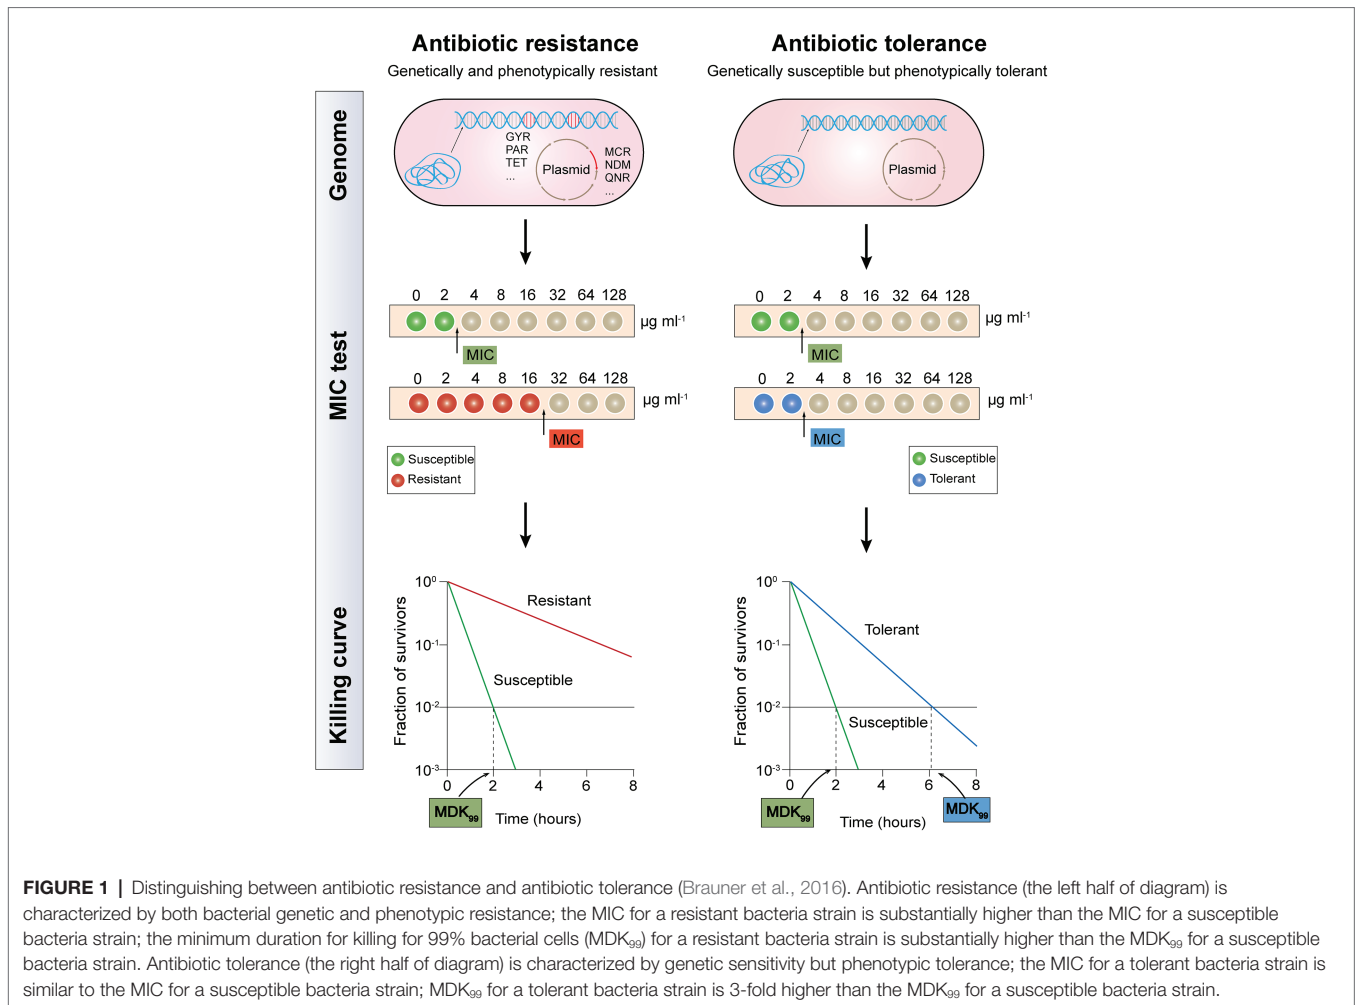 Antibiotic resistance
Genetically and phenotypically resistant
Antibiotic tolerance
Genetically susceptible but phenotypically tolerant
Genome
GYR
PAR
TET
...
Plasmid
MCR
NDM
QNR
...
Plasmid
MIC test
0 2 4 8 16 32 64 128
µg ml⁻¹
MIC
0 2 4 8 16 32 64 128
µg ml⁻¹
MIC
Susceptible
Resistant
0 2 4 8 16 32 64 128
µg ml⁻¹
MIC
0 2 4 8 16 32 64 128
µg ml⁻¹
MIC
Susceptible
Tolerant
Killing curve
Fraction of survivors
10⁰
10⁻¹
10⁻²
10⁻³
Resistant
Susceptible
0 2 4 6 8
MDK₉₉
Time (hours)
Fraction of survivors
10⁰
10⁻¹
10⁻²
10⁻³
Tolerant
Susceptible
0 2 4 6 8
MDK₉₉
Time (hours)
MDK₉₉
FIGURE 1 | Distinguishing between antibiotic resistance and antibiotic tolerance (Brauner et al., 2016). Antibiotic resistance (the left half of diagram) is
characterized by both bacterial genetic and phenotypic resistance; the MIC for a resistant bacteria strain is substantially higher than the MIC for a susceptible
bacteria strain; the minimum duration for killing for 99% bacterial cells (MDK₉₉) for a resistant bacteria strain is substantially higher than the MDK₉₉ for a susceptible
bacteria strain. Antibiotic tolerance (the right half of diagram) is characterized by genetic sensitivity but phenotypic tolerance; the MIC for a tolerant bacteria strain is
similar to the MIC for a susceptible bacteria strain; MDK₉₉ for a tolerant bacteria strain is 3-fold higher than the MDK₉₉ for a susceptible bacteria strain.